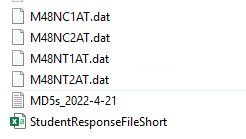 M48NC1AT.dat
M48NC2AT.dat
M48NT1AT.dat
M48NT2AT.dat
MD5s_2022-4-21
StudentResponseFileShort